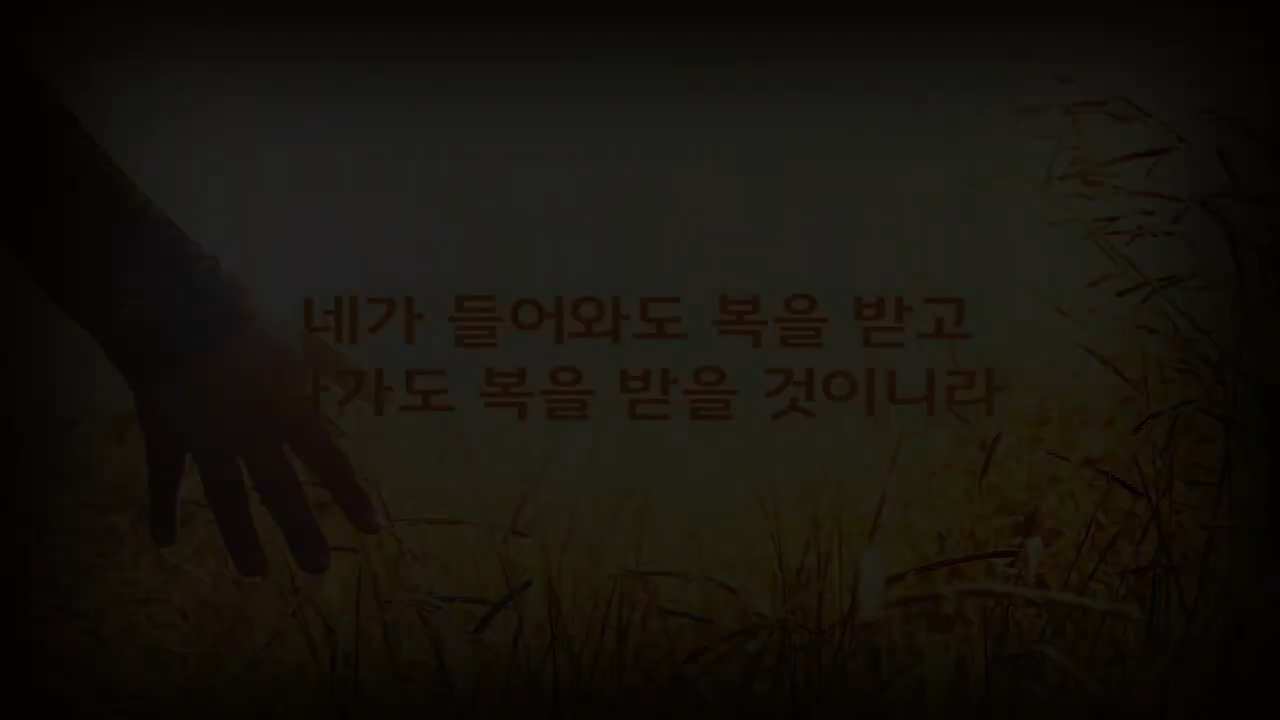 네가 들어와도 복을 받고
나가도 복을 받을 것이니라